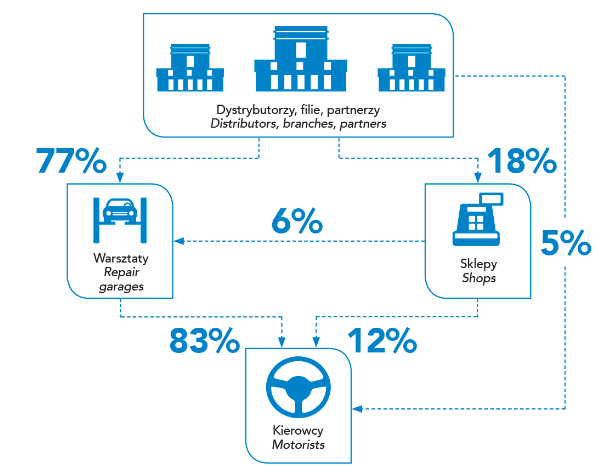 Dystrybutorzy, filie, partnerzy
Distributors, branches, partners
77%
18%
Warsztaty
Repair
garages
6%
Sklepy
Shops
5%
83%
12%
Kierowcy
Motorists